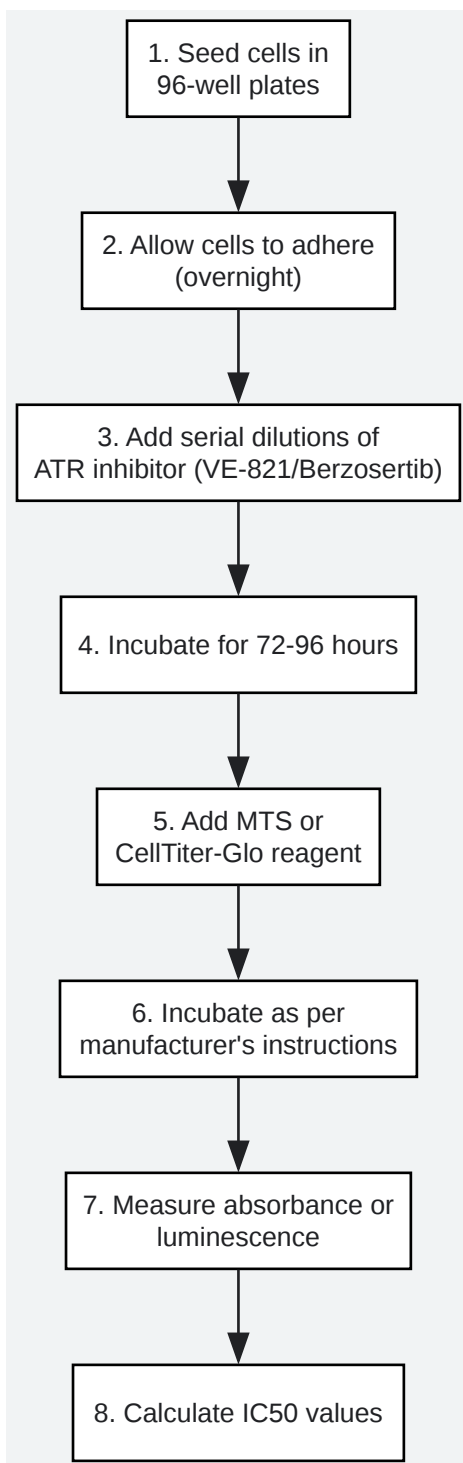 1. Seed cells in
96-well plates
2. Allow cells to adhere
(overnight)
3. Add serial dilutions of
ATR inhibitor (VE-821/Berzosertib)
4. Incubate for 72-96 hours
5. Add MTS or
CellTiter-Glo reagent
6. Incubate as per
manufacturer's instructions
7. Measure absorbance or
luminescence
8. Calculate IC50 values